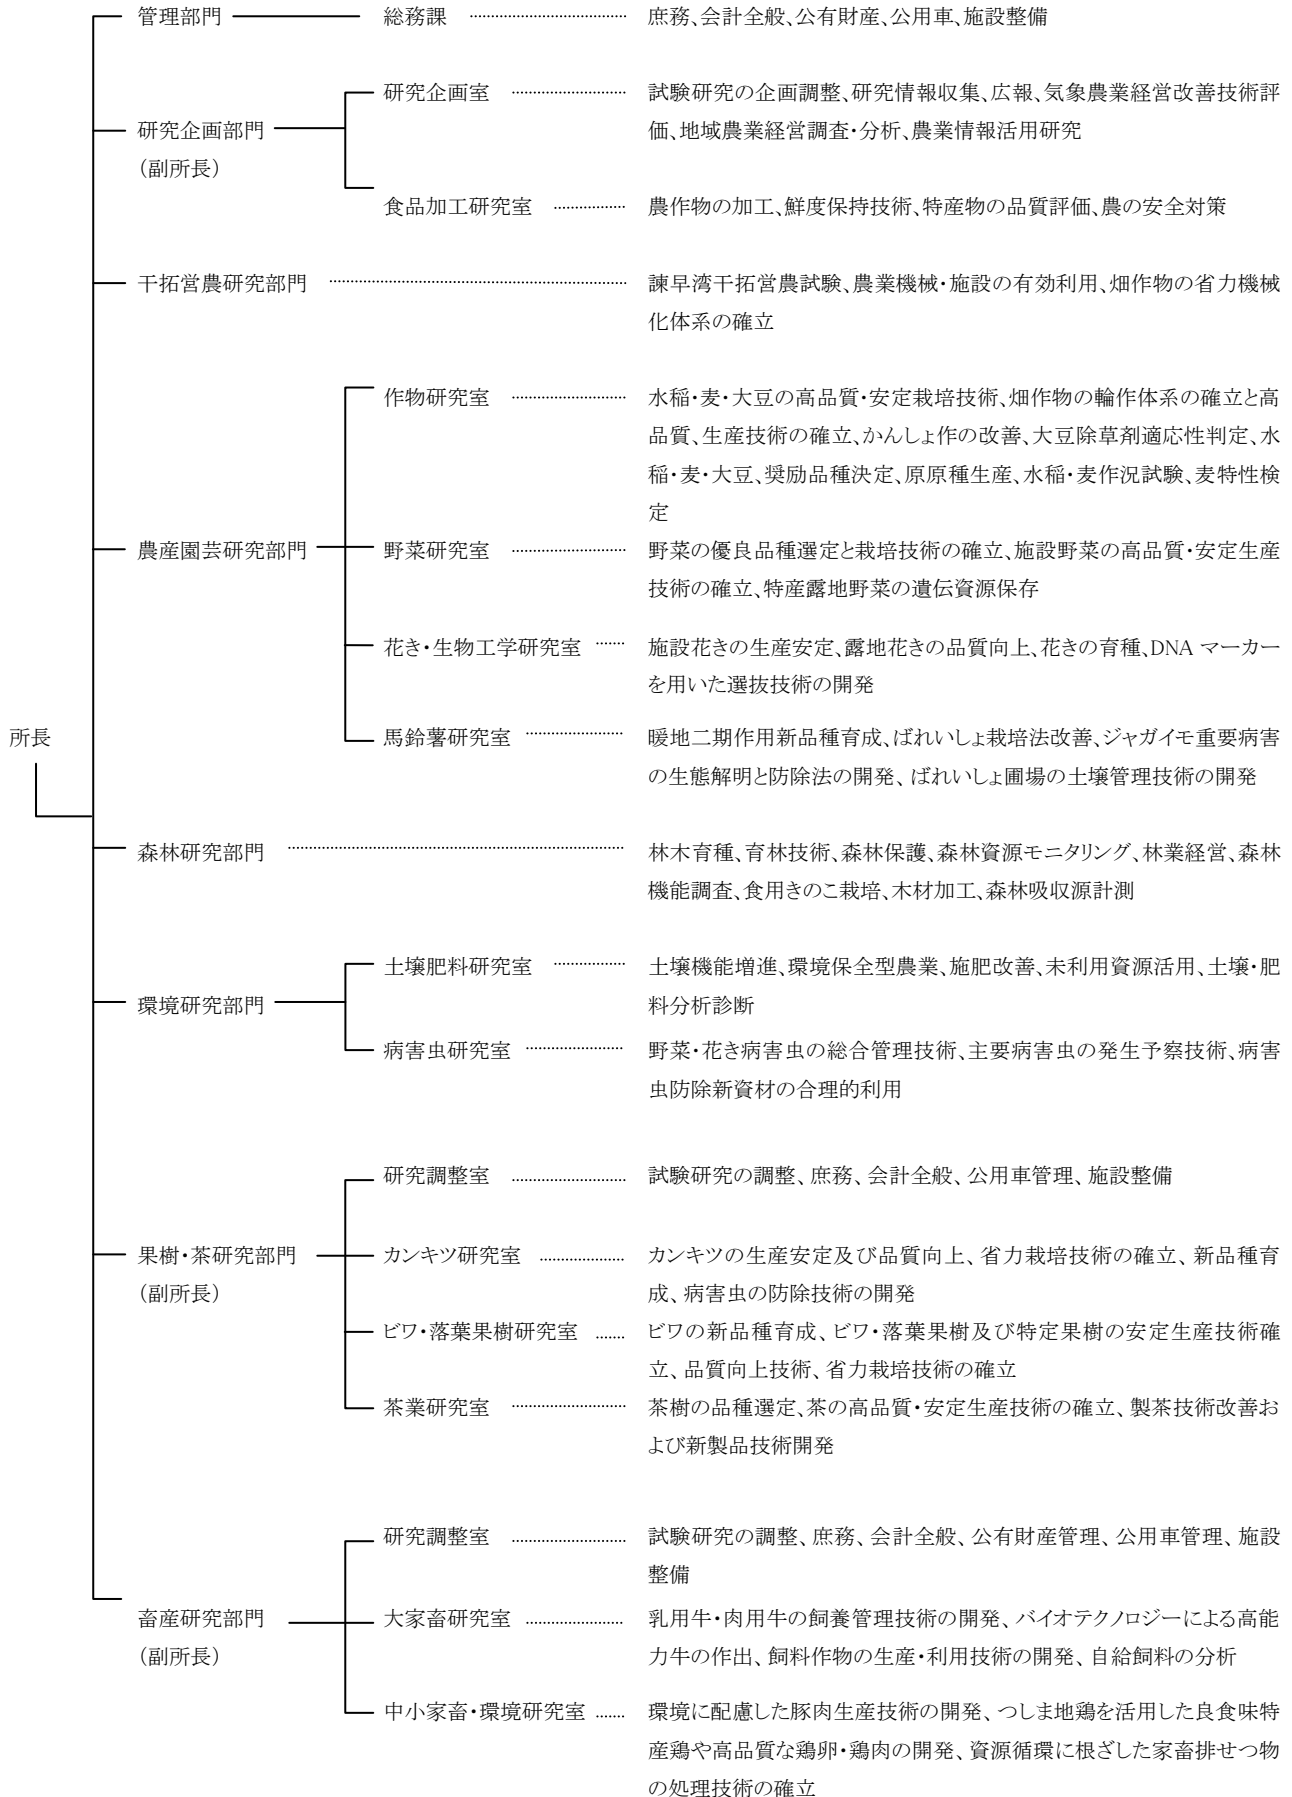 管理部門 総務課 庶務、会計全般、公有財産、公用車、施設整備
研究企画室 試験研究の企画調整、研究情報収集、広報、気象農業経営改善技術評
研究企画部門 価、地域農業経営調査・分析、農業情報活用研究
（副所長）
食品加工研究室 農作物の加工、鮮度保持技術、特産物の品質評価、農の安全対策
干拓営農研究部門 諫早湾干拓営農試験、農業機械・施設の有効利用、畑作物の省力機械
化体系の確立
作物研究室 水稲・麦・大豆の高品質・安定栽培技術、畑作物の輪作体系の確立と高
品質、生産技術の確立、かんしょ作の改善、大豆除草剤適応性判定、水
稲・麦・大豆、奨励品種決定、原原種生産、水稲・麦作況試験、麦特性検
定
農産園芸研究部門 野菜研究室 野菜の優良品種選定と栽培技術の確立、施設野菜の高品質・安定生産
技術の確立、特産露地野菜の遺伝資源保存
花き・生物工学研究室 施設花きの生産安定、露地花きの品質向上、花きの育種、DNA マーカー
を用いた選抜技術の開発
所長 馬鈴薯研究室 暖地二期作用新品種育成、ばれいしょ栽培法改善、ジャガイモ重要病害
の生態解明と防除法の開発、ばれいしょ圃場の土壌管理技術の開発
森林研究部門 林木育種、育林技術、森林保護、森林資源モニタリング、林業経営、森林
機能調査、食用きのこ栽培、木材加工、森林吸収源計測
土壌肥料研究室 土壌機能増進、環境保全型農業、施肥改善、未利用資源活用、土壌・肥
環境研究部門 料分析診断
病害虫研究室 野菜・花き病害虫の総合管理技術、主要病害虫の発生予察技術、病害
虫防除新資材の合理的利用
研究調整室 試験研究の調整、庶務、会計全般、公用車管理、施設整備
果樹・茶研究部門 カンキツ研究室 カンキツの生産安定及び品質向上、省力栽培技術の確立、新品種育
（副所長） 成、病害虫の防除技術の開発
ビワ・落葉果樹研究室 ビワの新品種育成、ビワ・落葉果樹及び特定果樹の安定生産技術確
立、品質向上技術、省力栽培技術の確立
茶業研究室 茶樹の品種選定、茶の高品質・安定生産技術の確立、製茶技術改善お
よび新製品技術開発
研究調整室 試験研究の調整、庶務、会計全般、公有財産管理、公用車管理、施設
整備
畜産研究部門 大家畜研究室 乳用牛・肉用牛の飼養管理技術の開発、バイオテクノロジーによる高能
（副所長） 力牛の作出、飼料作物の生産・利用技術の開発、自給飼料の分析
中小家畜・環境研究室 環境に配慮した豚肉生産技術の開発、つしま地鶏を活用した良食味特
産鶏や高品質な鶏卵・鶏肉の開発、資源循環に根ざした家畜排せつ物
の処理技術の確立